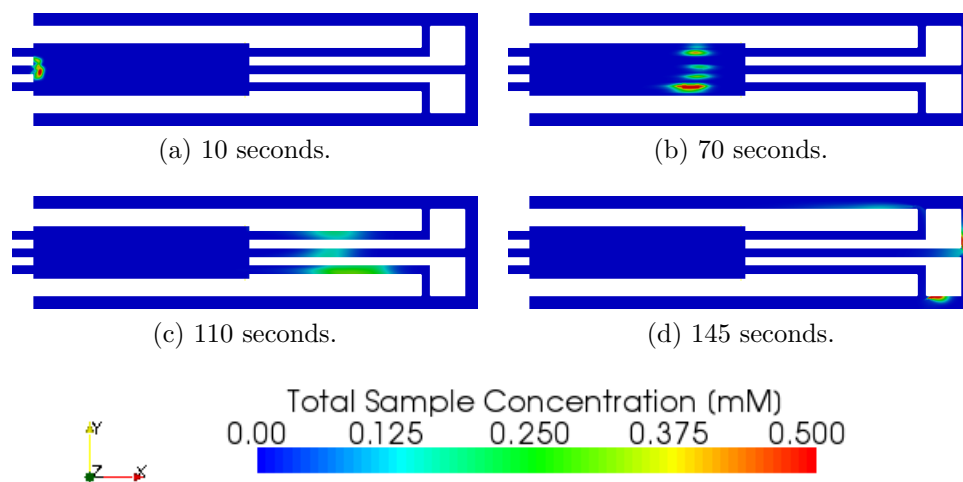 (a) 10 seconds.
(b) 70 seconds.
(c) 110 seconds.
(d) 145 seconds.
Total Sample Concentration (mM)
0.00 0.125 0.250 0.375 0.500
Y
Z X